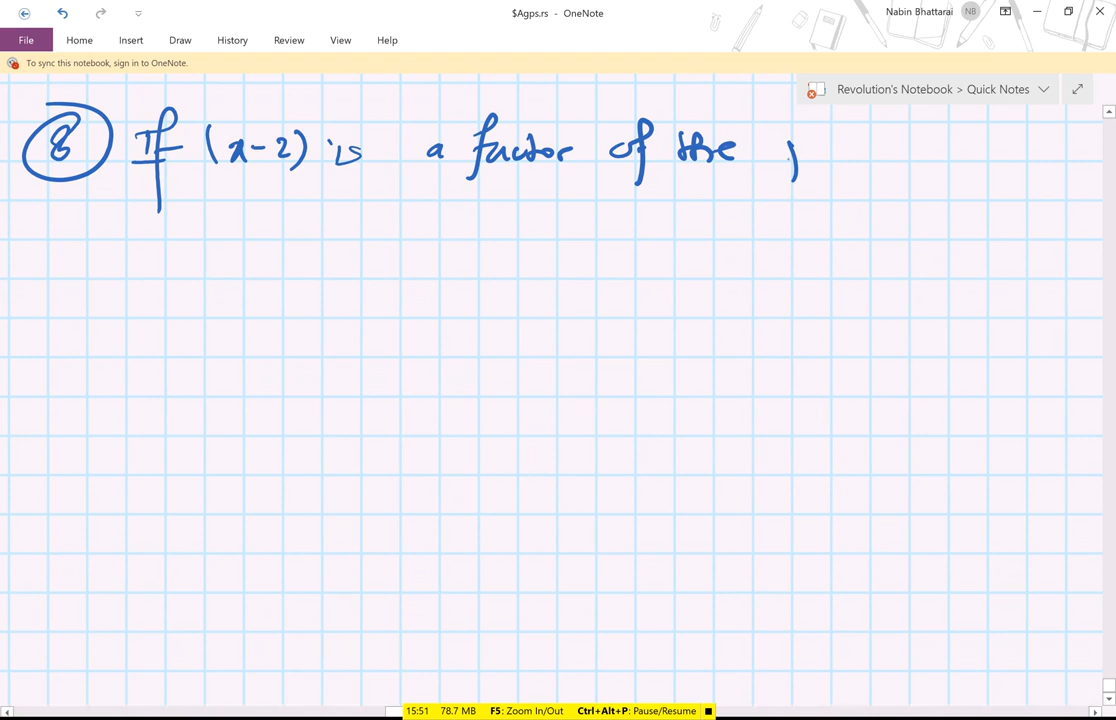 $Agps.rs - OneNote
Nabin Bhattarai NB
File Home Insert Draw History Review View Help
To sync this notebook, sign in to OneNote.
Revolution's Notebook > Quick Notes
8 If (x-2) is a factor of the
15:51 78.7 MB F5: Zoom In/Out Ctrl+Alt+P: Pause/Resume